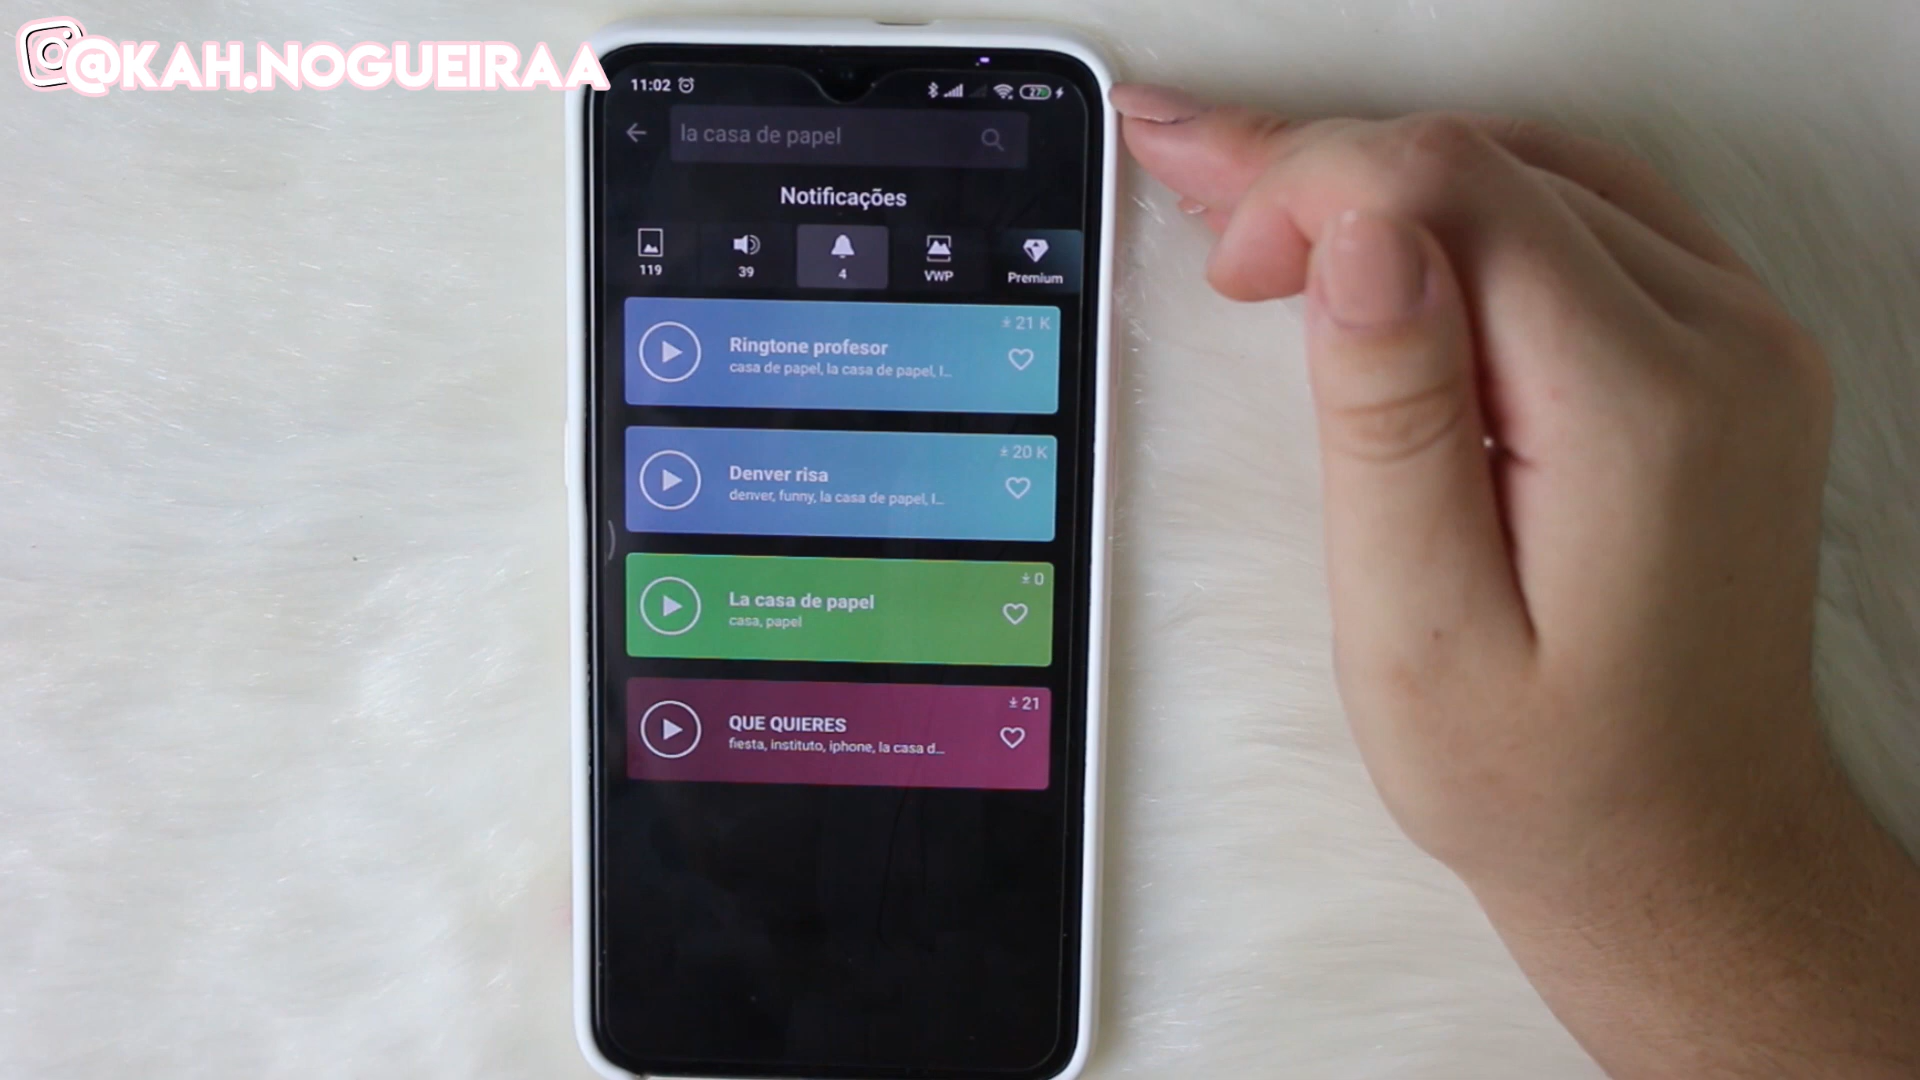 @KAH.NOGUEIRAA
11:02
27
la casa de papel
Notificações
119
39
4
VWP
Premium
21 K
Ringtone profesor
casa de papel, la casa de papel, l...
20 K
Denver risa
denver, funny, la casa de papel, l...
0
La casa de papel
casa, papel
21
QUE QUIERES
fiesta, instituto, iphone, la casa d...